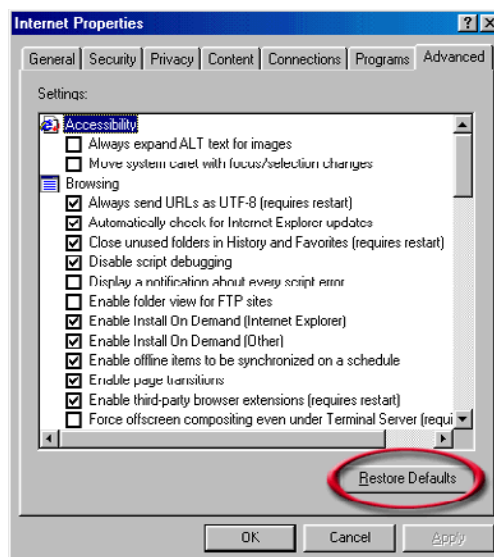 Internet Properties
General Security Privacy Content Connections Programs Advanced
Settings:
Accessibility
Always expand ALT text for images
Move system caret with focus/selection changes
Browsing
Always send URLs as UTF-8 (requires restart)
Automatically check for Internet Explorer updates
Close unused folders in History and Favorites (requires restart)
Disable script debugging
Display a notification about every script error
Enable folder view for FTP sites
Enable Install On Demand (Internet Explorer)
Enable Install On Demand (Other)
Enable offline items to be synchronized on a schedule
Enable page transitions
Enable third-party browser extensions (requires restart)
Force offscreen compositing even under Terminal Server (requi
Restore Defaults
OK Cancel Apply